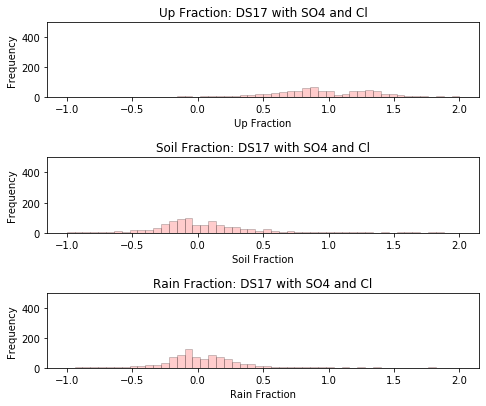 Up Fraction: DS17 with SO4 and Cl
400
200
0
Frequency
−1.0 −0.5 0.0 0.5 1.0 1.5 2.0
Up Fraction
Soil Fraction: DS17 with SO4 and Cl
400
200
0
Frequency
−1.0 −0.5 0.0 0.5 1.0 1.5 2.0
Soil Fraction
Rain Fraction: DS17 with SO4 and Cl
400
200
0
Frequency
−1.0 −0.5 0.0 0.5 1.0 1.5 2.0
Rain Fraction